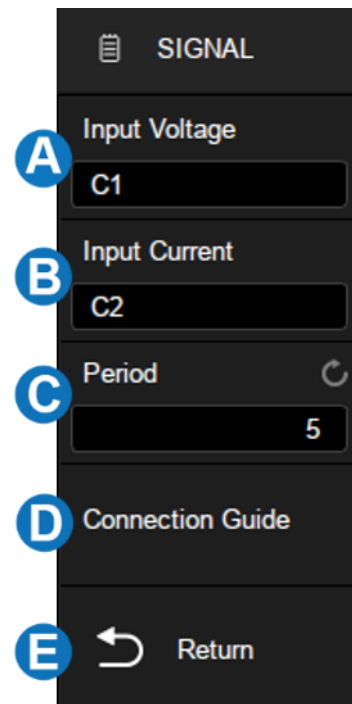 SIGNAL
A
Input Voltage
C1
B
Input Current
C2
C
Period
5
D
Connection Guide
E
Return